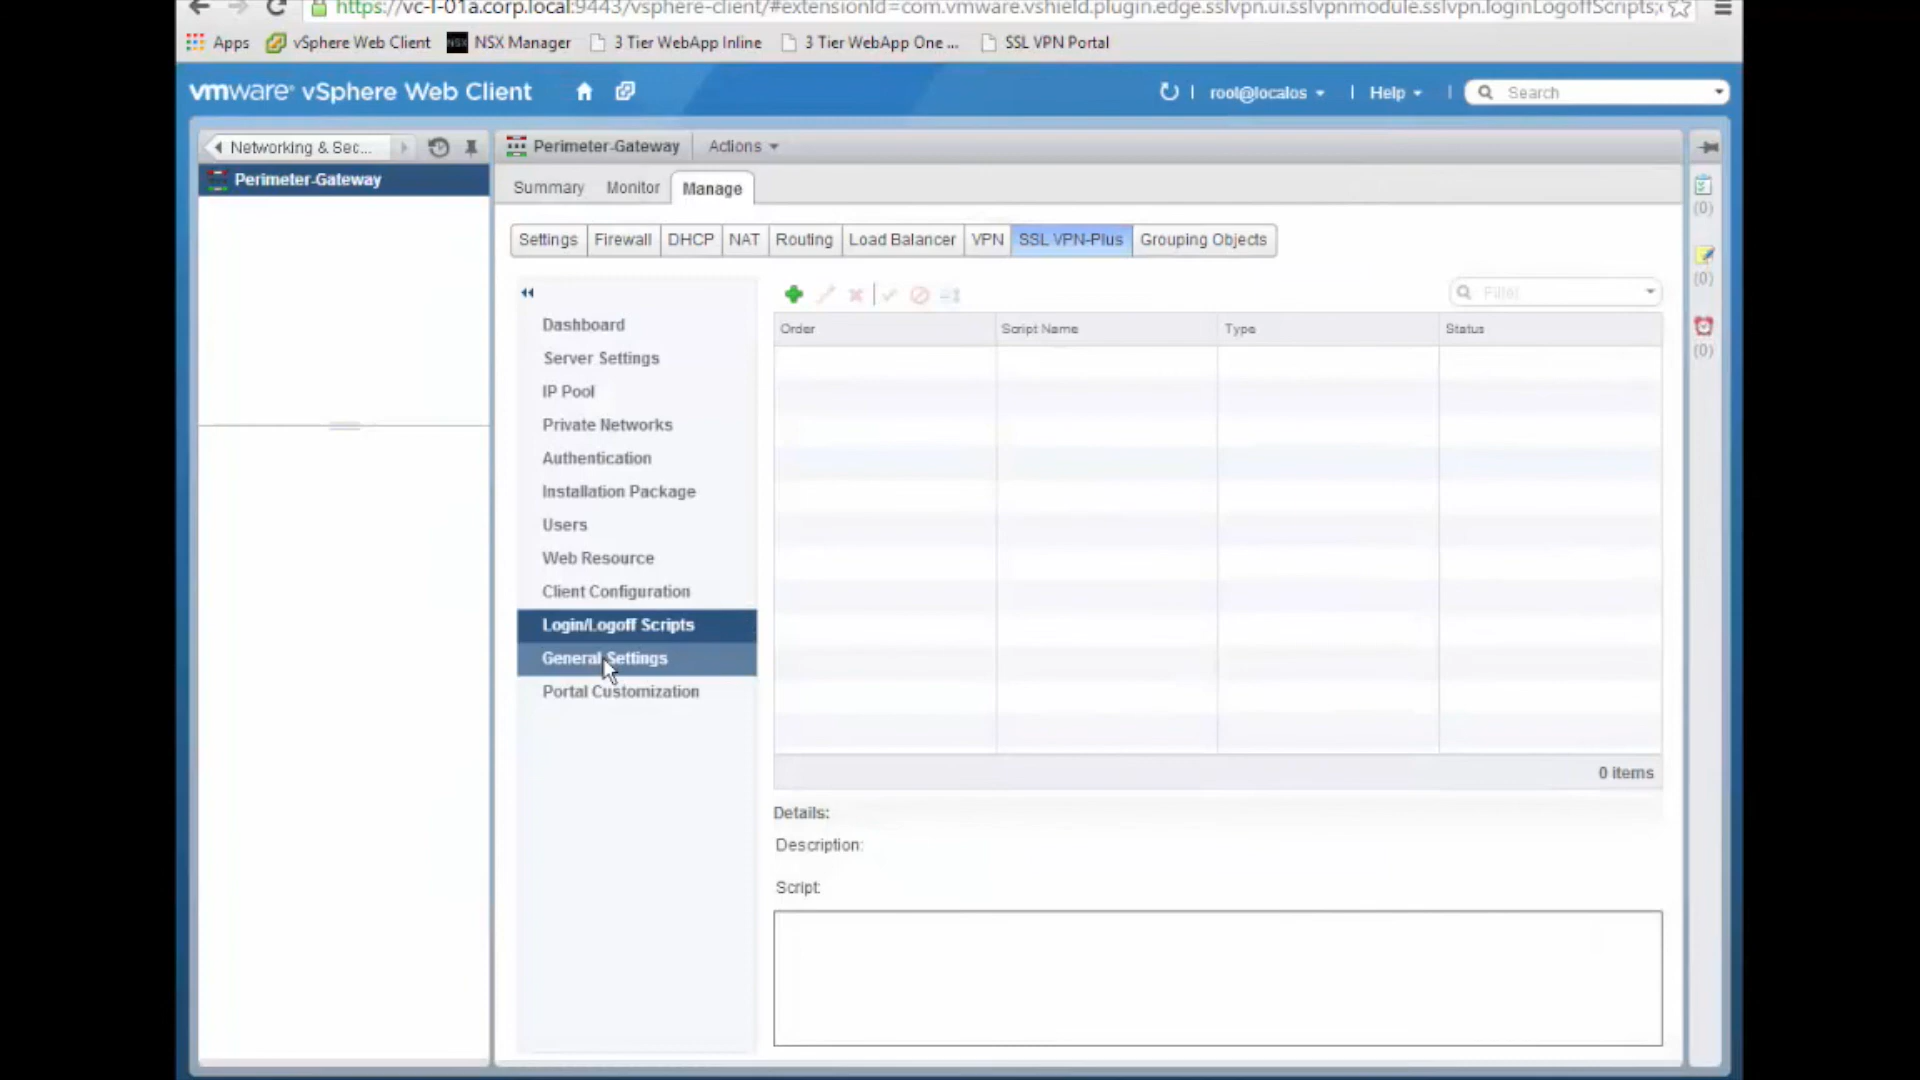 https://vc-l-01a.corp.local:9443/vsphere-client/#extensionId=com.vmware.vshield.plugin.edge.sslvpn.ui.sslvpnmodule.sslvpn.loginLogoffScripts;
Apps vSphere Web Client NSX NSX Manager 3 Tier WebApp Inline 3 Tier WebApp One ... SSL VPN Portal
vmware® vSphere Web Client root@localos Help Search
Networking & Sec... Perimeter-Gateway Actions
Perimeter-Gateway
Summary Monitor Manage
(0)
Settings Firewall DHCP NAT Routing Load Balancer VPN SSL VPN-Plus Grouping Objects
(0)
Filter
Dashboard
Order Script Name Type Status
(0)
Server Settings
IP Pool
Private Networks
Authentication
Installation Package
Users
Web Resource
Client Configuration
Login/Logoff Scripts
General Settings
Portal Customization
0 items
Details:
Description:
Script: